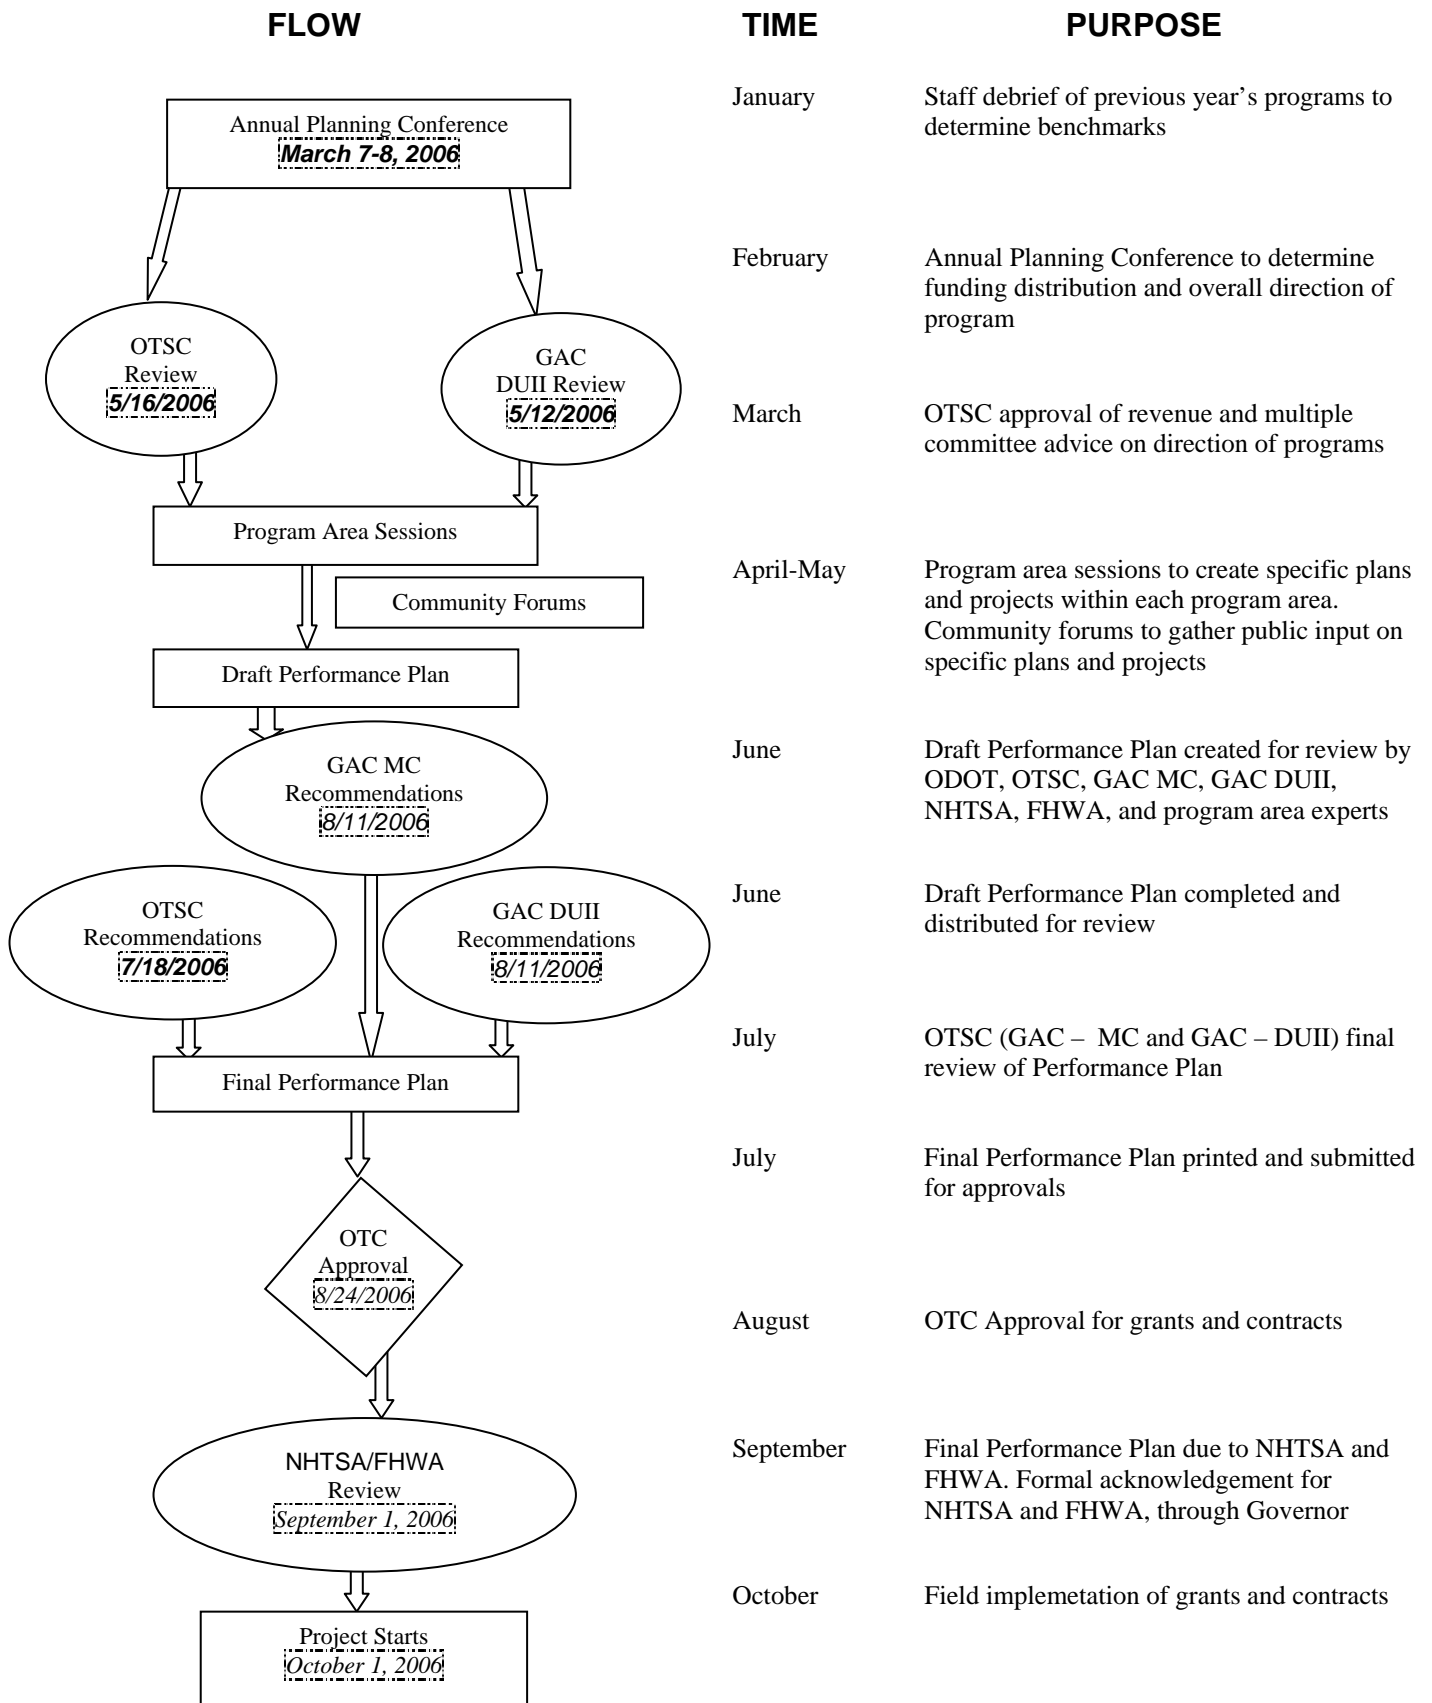 FLOW
TIME
PURPOSE
Annual Planning Conference
March 7-8, 2006
OTSC
Review
5/16/2006
GAC
DUII Review
5/12/2006
Program Area Sessions
Community Forums
Draft Performance Plan
GAC MC
Recommendations
8/11/2006
OTSC
Recommendations
7/18/2006
GAC DUII
Recommendations
8/11/2006
Final Performance Plan
OTC
Approval
8/24/2006
NHTSA/FHWA
Review
September 1, 2006
Project Starts
October 1, 2006
January
Staff debrief of previous year’s programs to
determine benchmarks
February
Annual Planning Conference to determine
funding distribution and overall direction of
program
March
OTSC approval of revenue and multiple
committee advice on direction of programs
April-May
Program area sessions to create specific plans
and projects within each program area.
Community forums to gather public input on
specific plans and projects
June
Draft Performance Plan created for review by
ODOT, OTSC, GAC MC, GAC DUII,
NHTSA, FHWA, and program area experts
June
Draft Performance Plan completed and
distributed for review
July
OTSC (GAC – MC and GAC – DUII) final
review of Performance Plan
July
Final Performance Plan printed and submitted
for approvals
August
OTC Approval for grants and contracts
September
Final Performance Plan due to NHTSA and
FHWA. Formal acknowledgement for
NHTSA and FHWA, through Governor
October
Field implemetation of grants and contracts